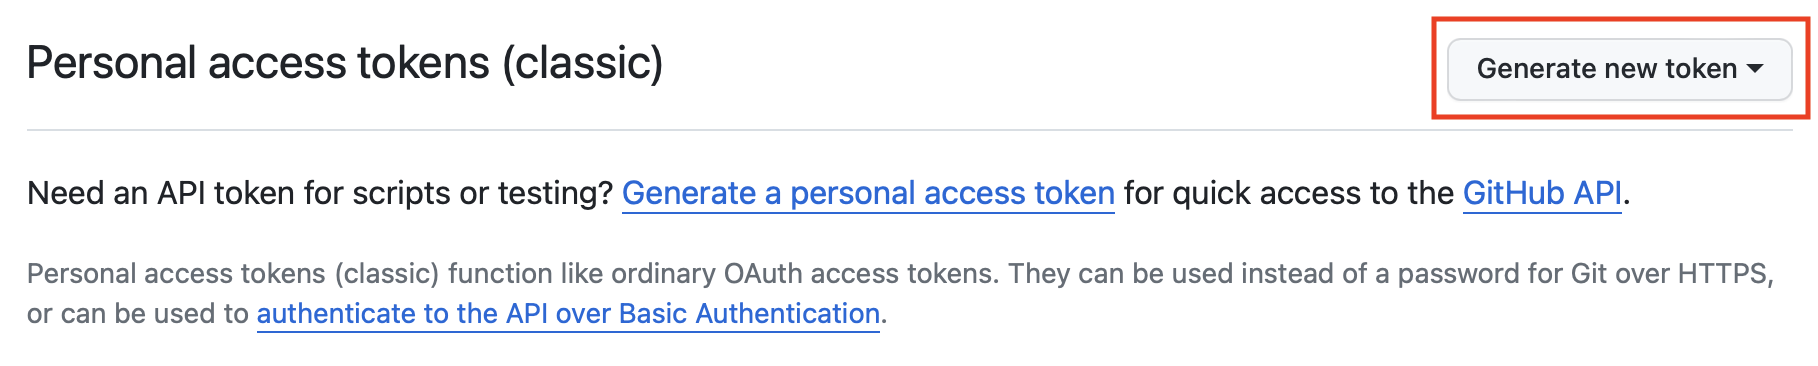 Personal access tokens (classic)
Generate new token
Need an API token for scripts or testing? Generate a personal access token for quick access to the GitHub API.
Personal access tokens (classic) function like ordinary OAuth access tokens. They can be used instead of a password for Git over HTTPS,
or can be used to authenticate to the API over Basic Authentication.